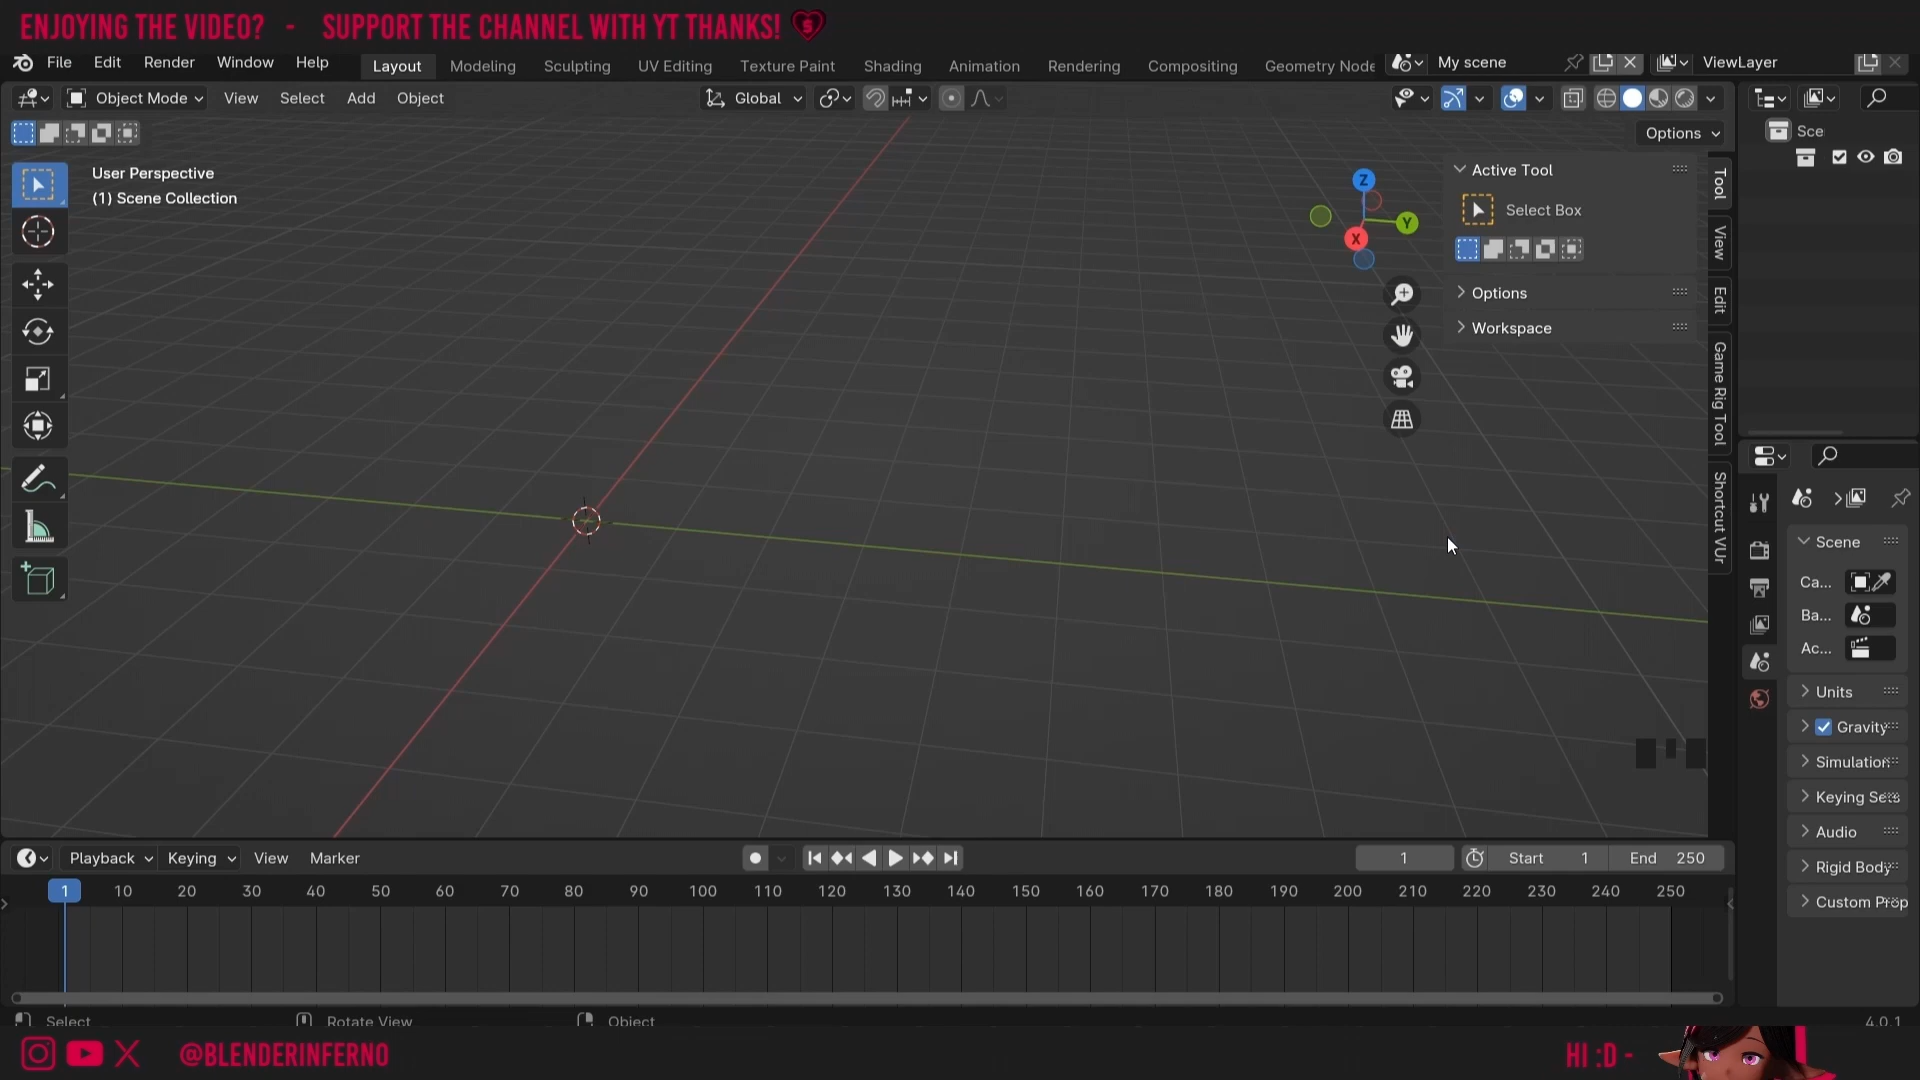 ENJOYING THE VIDEO? - SUPPORT THE CHANNEL WITH YT THANKS!
File Edit Render Window Help Layout Modeling Sculpting UV Editing Texture Paint Shading Animation Rendering Compositing Geometry Node My scene ViewLayer
Object Mode View Select Add Object Global
Options
User Perspective
(1) Scene Collection
Z
Y
X
Active Tool
Select Box
Options
Workspace
Tool
View
Edit
Game Rig Tool
Shortcut VUr
Sce
Scene
Ca...
Ba...
Ac...
Units
Gravity
Simulation
Keying Sets
Audio
Rigid Body
Custom Prop
Playback Keying View Marker 1 Start 1 End 250
1 10 20 30 40 50 60 70 80 90 100 110 120 130 140 150 160 170 180 190 200 210 220 230 240 250
Select Rotate View Object 4.0.1
@BLENDERINFERNO
HI :D -